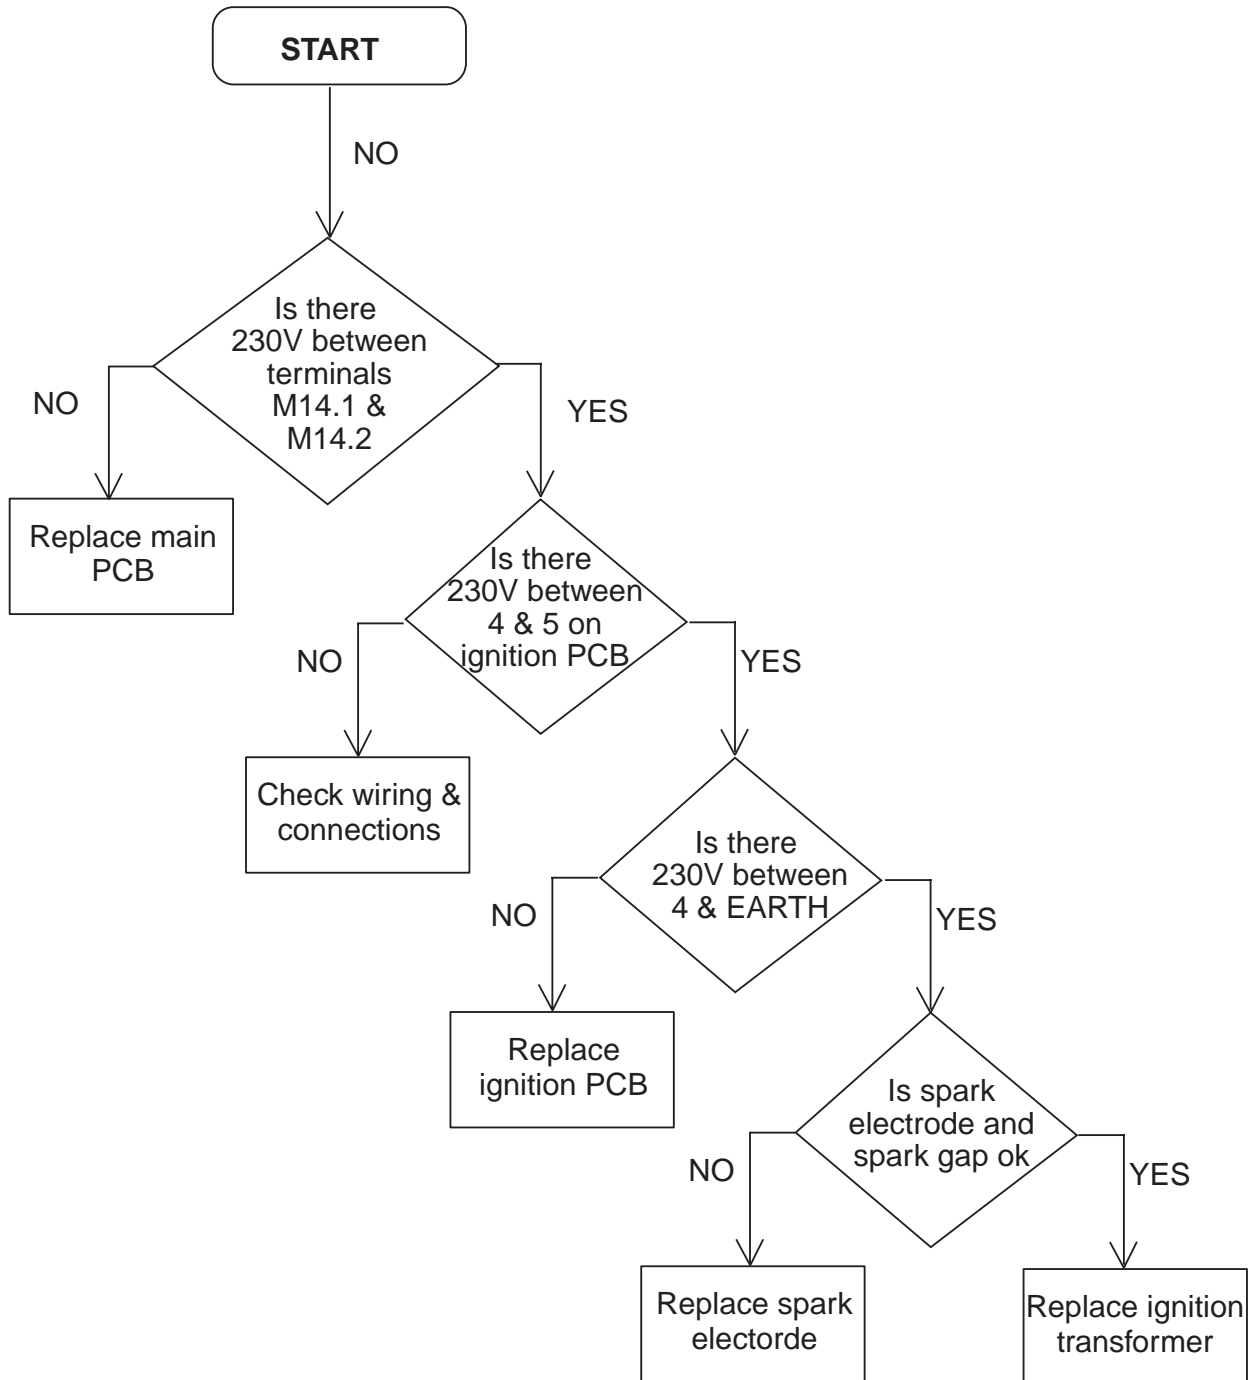 START
NO
Is there
230V between
terminals
M14.1 &
M14.2
NO
YES
Replace main
PCB
Is there
230V between
4 & 5 on
ignition PCB
NO
YES
Check wiring &
connections
Is there
230V between
4 & EARTH
NO
YES
Replace
ignition PCB
Is spark
electrode and
spark gap ok
NO
YES
Replace spark
electorde
Replace ignition
transformer